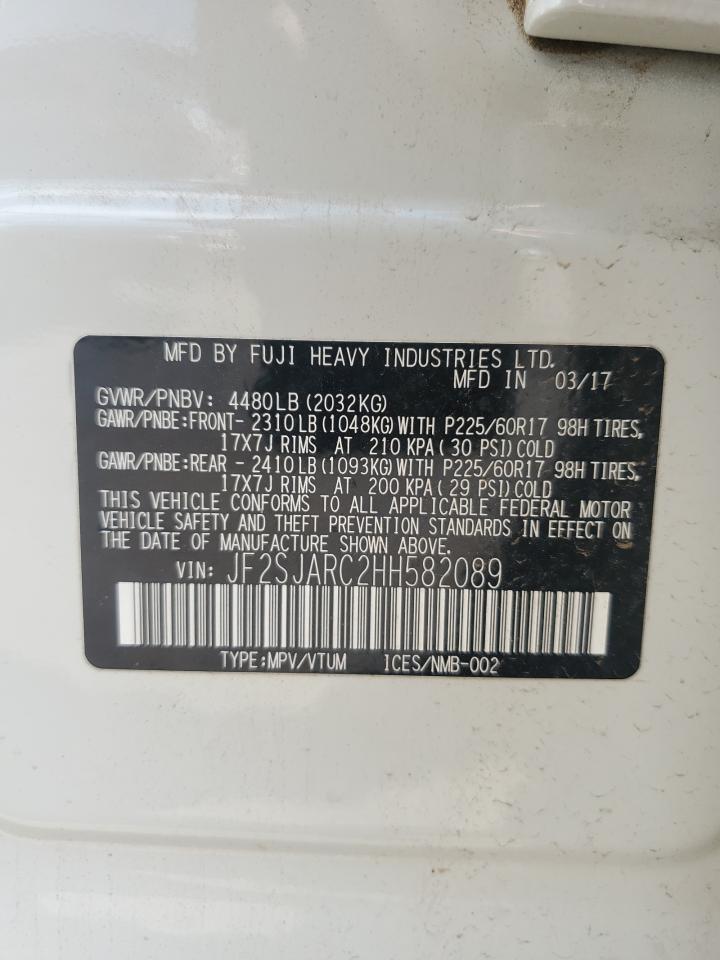 MFD BY FUJI HEAVY INDUSTRIES LTD.
MFD IN 03/17
GVWR/PNBV: 4480LB (2032KG)
GAWR/PNBE:FRONT- 2310LB (1048KG) WITH P225/60R17 98H TIRES,
17X7J RIMS AT 210 KPA( 30 PSI) COLD
GAWR/PNBE:REAR - 2410LB (1093KG) WITH P225/60R17 98H TIRES,
17X7J RIMS AT 200 KPA( 29 PSI) COLD
THIS VEHICLE CONFORMS TO ALL APPLICABLE FEDERAL MOTOR
VEHICLE SAFETY AND THEFT PREVENTION STANDARDS IN EFFECT ON
THE DATE OF MANUFACTURE SHOWN ABOVE.
VIN: JF2SJARC2HH582089
TYPE:MPV/VTUM ICES/NMB-002